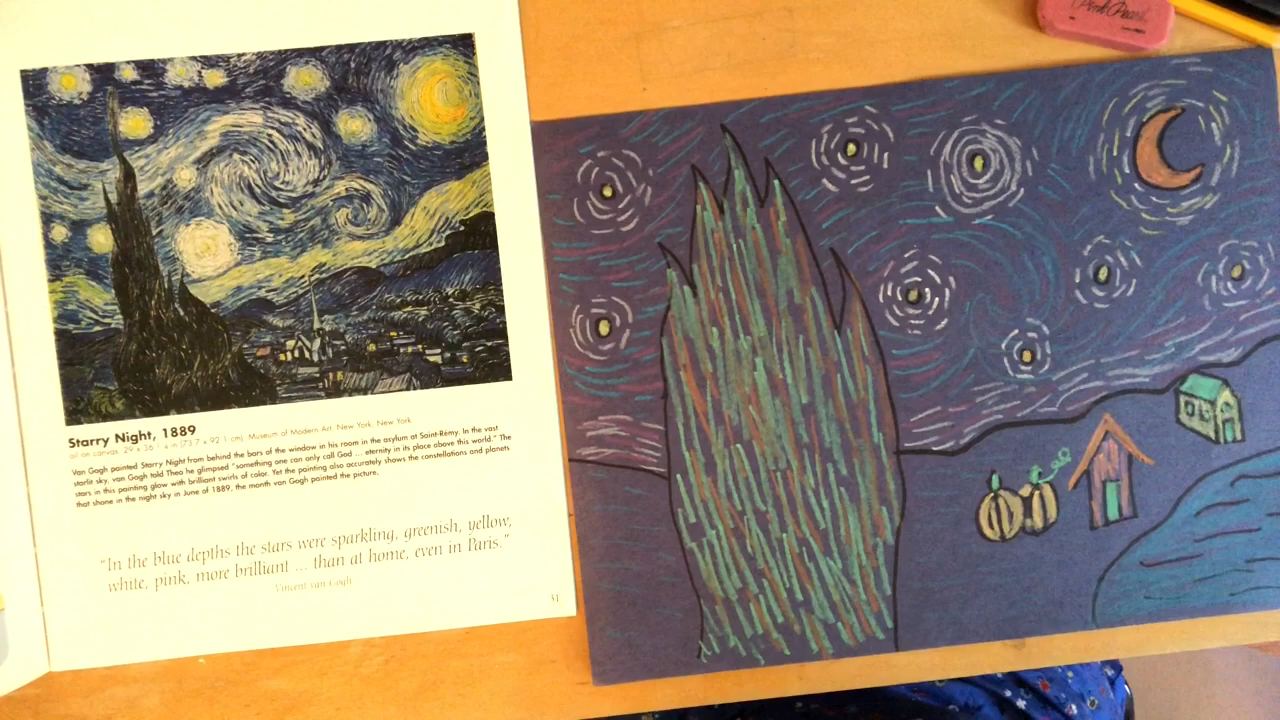 Starry Night, 1889
oil on canvas, 29 x 36 1/4 in (73.7 x 92.1 cm), Museum of Modern Art, New York, New York
Van Gogh painted Starry Night from behind the bars of the window in his room in the asylum at Saint-Rémy. In the vast
starlit sky, van Gogh told Theo he glimpsed "something one can only call God ... eternity in its place above this world." The
stars in this painting glow with brilliant swirls of color. Yet the painting also accurately shows the constellations and planets
that shone in the night sky in June of 1889, the month van Gogh painted the picture.
"In the blue depths the stars were sparkling, greenish, yellow,
white, pink, more brilliant ... than at home, even in Paris."
Vincent van Gogh
31
Pink Pearl